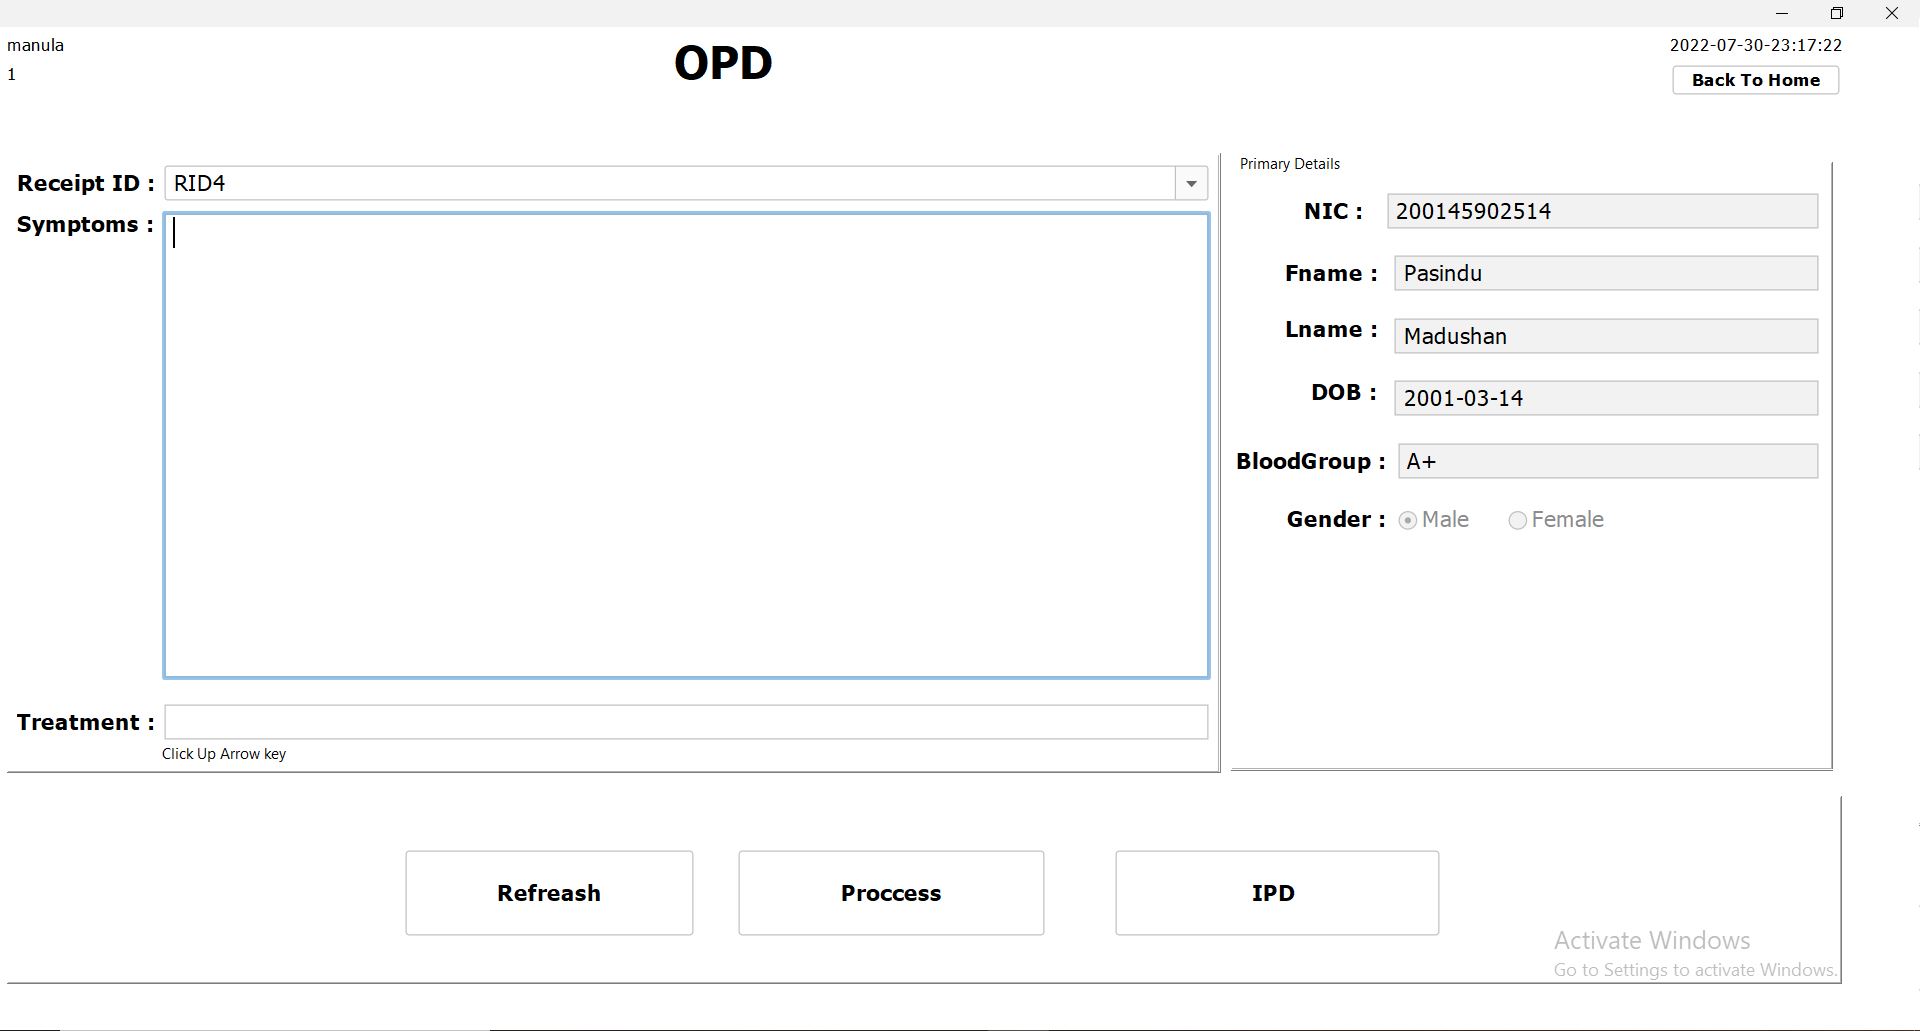 manula
1
OPD
2022-07-30-23:17:22
Back To Home
Receipt ID : RID4
Symptoms :
Treatment :
Click Up Arrow key
Primary Details
NIC : 200145902514
Fname : Pasindu
Lname : Madushan
DOB : 2001-03-14
BloodGroup : A+
Gender : Male Female
Refreash Proccess IPD
Activate Windows
Go to Settings to activate Windows.